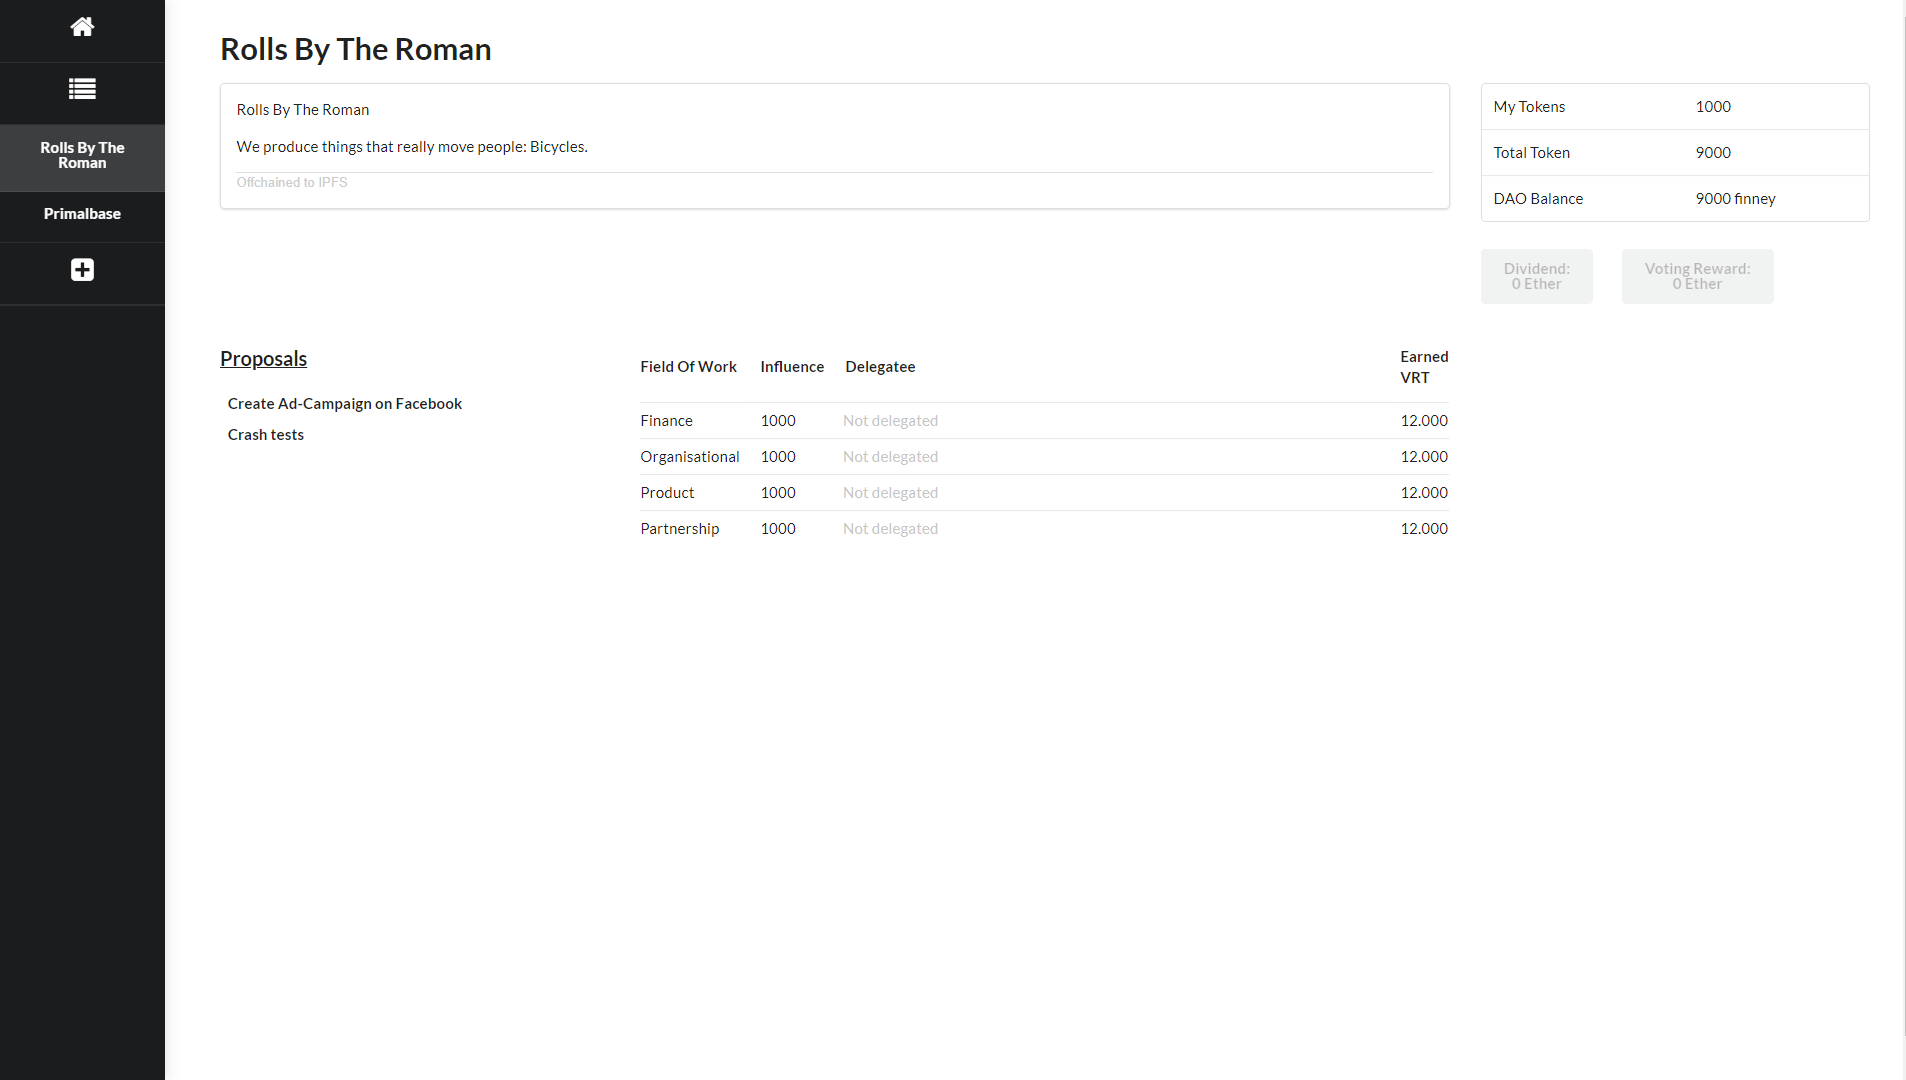 Rolls By The
Roman
Primalbase
Rolls By The Roman
Rolls By The Roman
We produce things that really move people: Bicycles.
Offchained to IPFS
My Tokens 1000
Total Token 9000
DAO Balance 9000 finney
Dividend:
0 Ether
Voting Reward:
0 Ether
Proposals
Create Ad-Campaign on Facebook
Crash tests
Field Of Work Influence Delegatee Earned
VRT
Finance 1000 Not delegated 12.000
Organisational 1000 Not delegated 12.000
Product 1000 Not delegated 12.000
Partnership 1000 Not delegated 12.000